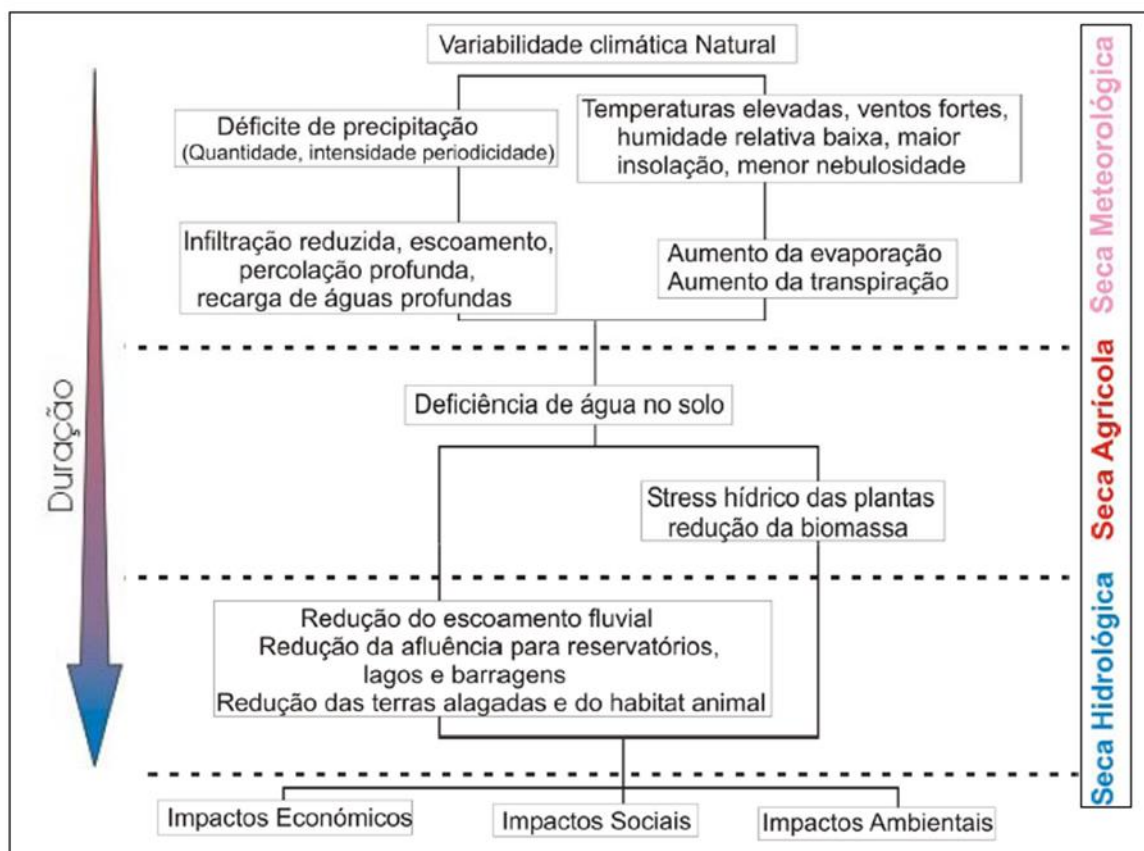 Variabilidade climática Natural
Déficite de precipitação
(Quantidade, intensidade periodicidade)
Temperaturas elevadas, ventos fortes,
humidade relativa baixa, maior
insolação, menor nebulosidade
Infiltração reduzida, escoamento,
percolação profunda,
recarga de águas profundas
Aumento da evaporação
Aumento da transpiração
Deficiência de água no solo
Stress hídrico das plantas
redução da biomassa
Redução do escoamento fluvial
Redução da afluência para reservatórios,
lagos e barragens
Redução das terras alagadas e do habitat animal
Impactos Económicos
Impactos Sociais
Impactos Ambientais
Duração
Seca Meteorológica
Seca Agrícola
Seca Hidrológica